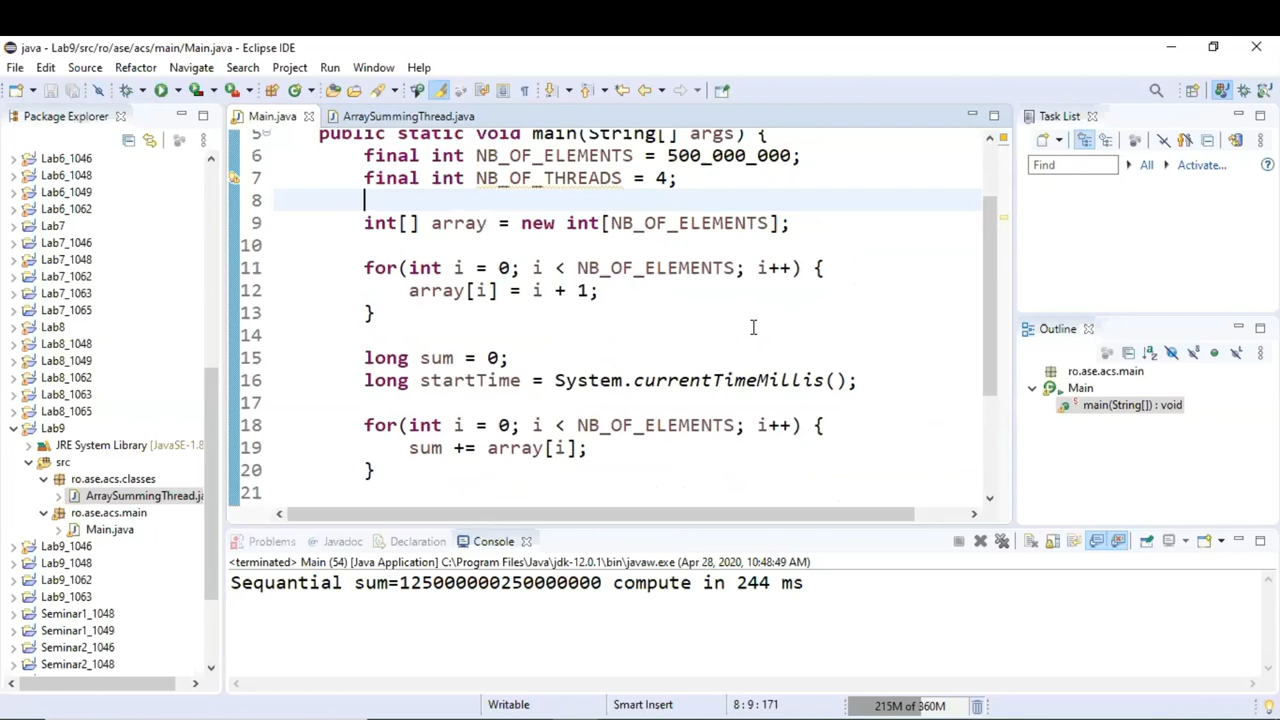 java - Lab9/src/ro/ase/acs/main/Main.java - Eclipse IDE
File Edit Source Refactor Navigate Search Project Run Window Help
Package Explorer
Lab6_1046
Lab6_1048
Lab6_1049
Lab6_1062
Lab7
Lab7_1046
Lab7_1048
Lab7_1062
Lab7_1063
Lab7_1065
Lab8
Lab8_1048
Lab8_1049
Lab8_1062
Lab8_1063
Lab8_1065
Lab9
JRE System Library [JavaSE-1.8
src
ro.ase.acs.classes
ArraySummingThread.ja
ro.ase.acs.main
Main.java
Lab9_1046
Lab9_1048
Lab9_1062
Lab9_1063
Seminar1_1048
Seminar1_1049
Seminar2_1046
Seminar2_1048
Main.java ArraySummingThread.java
5 public static void main(String[] args) {
6 final int NB_OF_ELEMENTS = 500_000_000;
7 final int NB_OF_THREADS = 4;
8
9 int[] array = new int[NB_OF_ELEMENTS];
10
11 for(int i = 0; i < NB_OF_ELEMENTS; i++) {
12 array[i] = i + 1;
13 }
14
15 long sum = 0;
16 long startTime = System.currentTimeMillis();
17
18 for(int i = 0; i < NB_OF_ELEMENTS; i++) {
19 sum += array[i];
20 }
21
Task List
Find All Activate...
Outline
ro.ase.acs.main
Main
main(String[]) : void
Problems Javadoc Declaration Console
<terminated> Main (54) [Java Application] C:\Program Files\Java\jdk-12.0.1\bin\javaw.exe (Apr 28, 2020, 10:48:49 AM)
Sequantial sum=125000000250000000 compute in 244 ms
Writable Smart Insert 8 : 9 : 171 215M of 360M